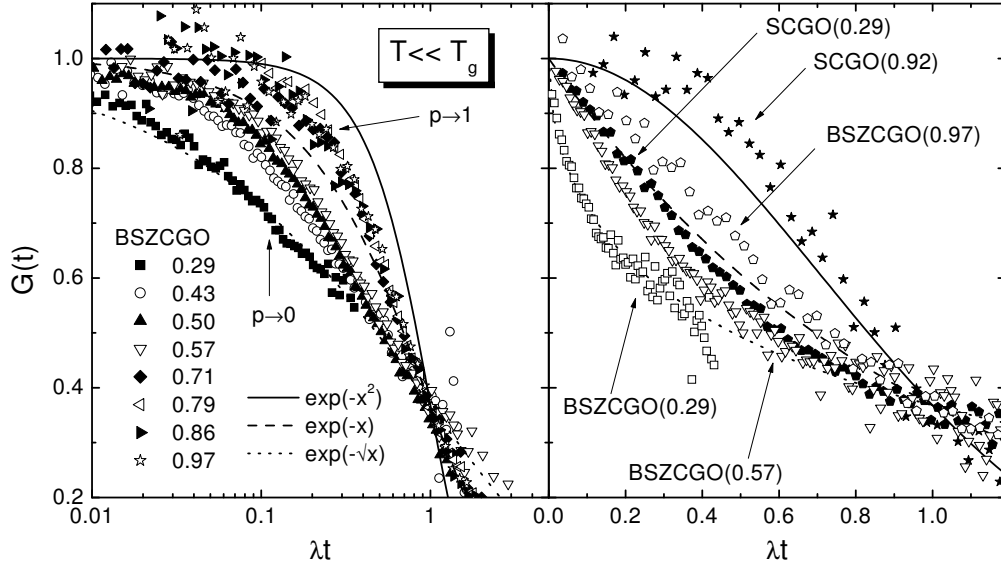 G(t)
1.0
0.8
0.6
0.4
0.2
0.01
0.1
1
λt
T<< Tg
p→1
p→0
BSZCGO
0.29
0.43
0.50
0.57
0.71
0.79
0.86
0.97
exp(-x²)
exp(-x)
exp(-√x)
SCGO(0.29)
SCGO(0.92)
BSZCGO(0.97)
BSZCGO(0.29)
BSZCGO(0.57)
0.0
0.2
0.4
0.6
0.8
1.0
λt